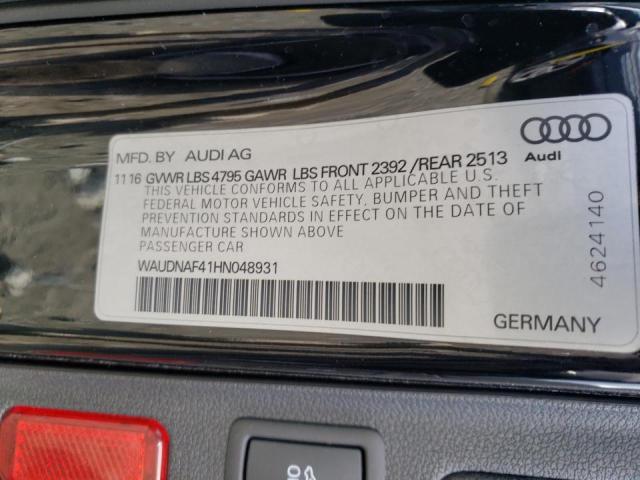 MFD. BY AUDI AG
Audi
11 16 GVWR LBS 4795 GAWR LBS FRONT 2392 / REAR 2513
THIS VEHICLE CONFORMS TO ALL APPLICABLE U.S.
FEDERAL MOTOR VEHICLE SAFETY, BUMPER AND THEFT
PREVENTION STANDARDS IN EFFECT ON THE DATE OF
MANUFACTURE SHOWN ABOVE
PASSENGER CAR
WAUDNAF41HN048931
4624140
GERMANY